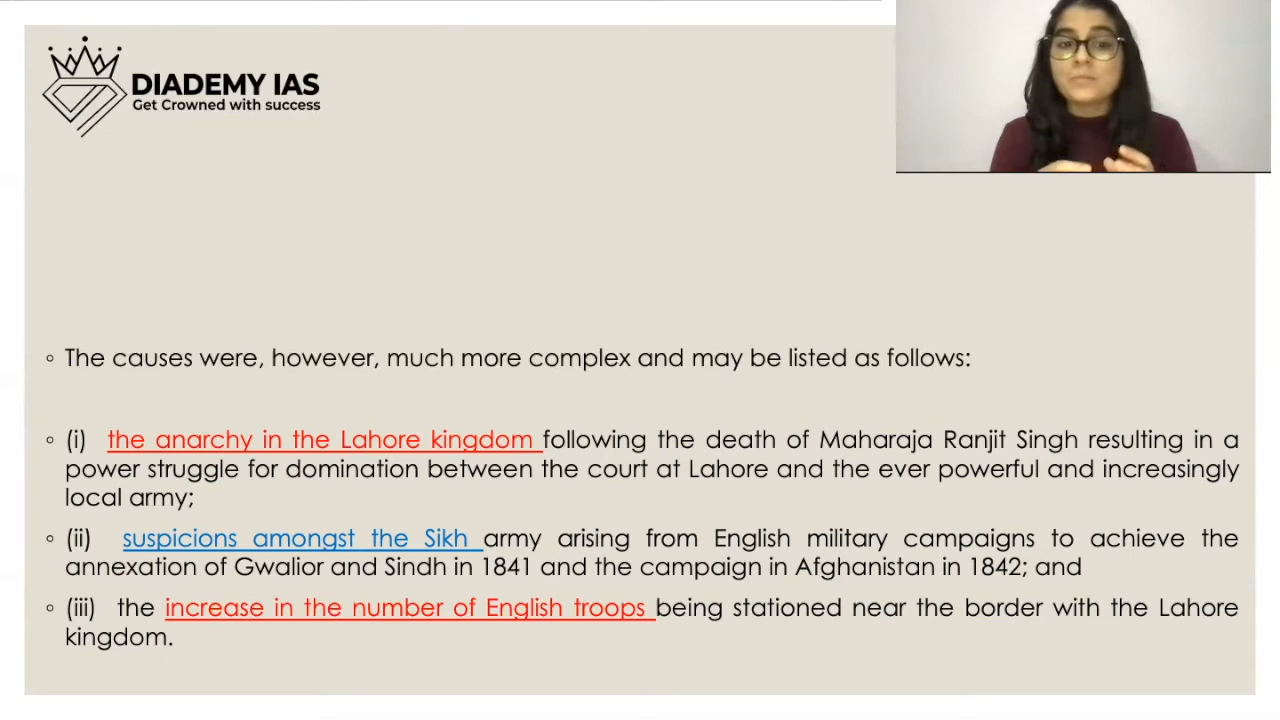 DIADEMY IAS
Get Crowned with success
◦ The causes were, however, much more complex and may be listed as follows:
◦ (i) the anarchy in the Lahore kingdom following the death of Maharaja Ranjit Singh resulting in a
power struggle for domination between the court at Lahore and the ever powerful and increasingly
local army;
◦ (ii) suspicions amongst the Sikh army arising from English military campaigns to achieve the
annexation of Gwalior and Sindh in 1841 and the campaign in Afghanistan in 1842; and
◦ (iii) the increase in the number of English troops being stationed near the border with the Lahore
kingdom.